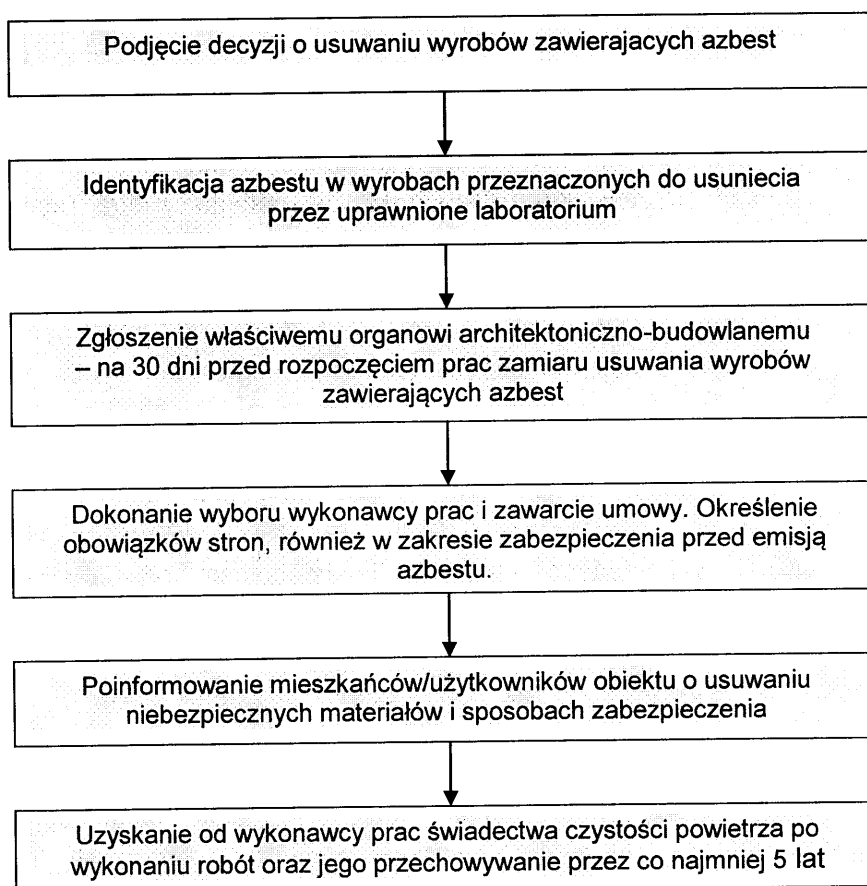 Podjęcie decyzji o usuwaniu wyrobów zawierajacych azbest
Identyfikacja azbestu w wyrobach przeznaczonych do usuniecia
przez uprawnione laboratorium
Zgłoszenie właściwemu organowi architektoniczno-budowlanemu
– na 30 dni przed rozpoczęciem prac zamiaru usuwania wyrobów
zawierających azbest
Dokonanie wyboru wykonawcy prac i zawarcie umowy. Określenie
obowiązków stron, również w zakresie zabezpieczenia przed emisją
azbestu.
Poinformowanie mieszkańców/użytkowników obiektu o usuwaniu
niebezpiecznych materiałów i sposobach zabezpieczenia
Uzyskanie od wykonawcy prac świadectwa czystości powietrza po
wykonaniu robót oraz jego przechowywanie przez co najmniej 5 lat